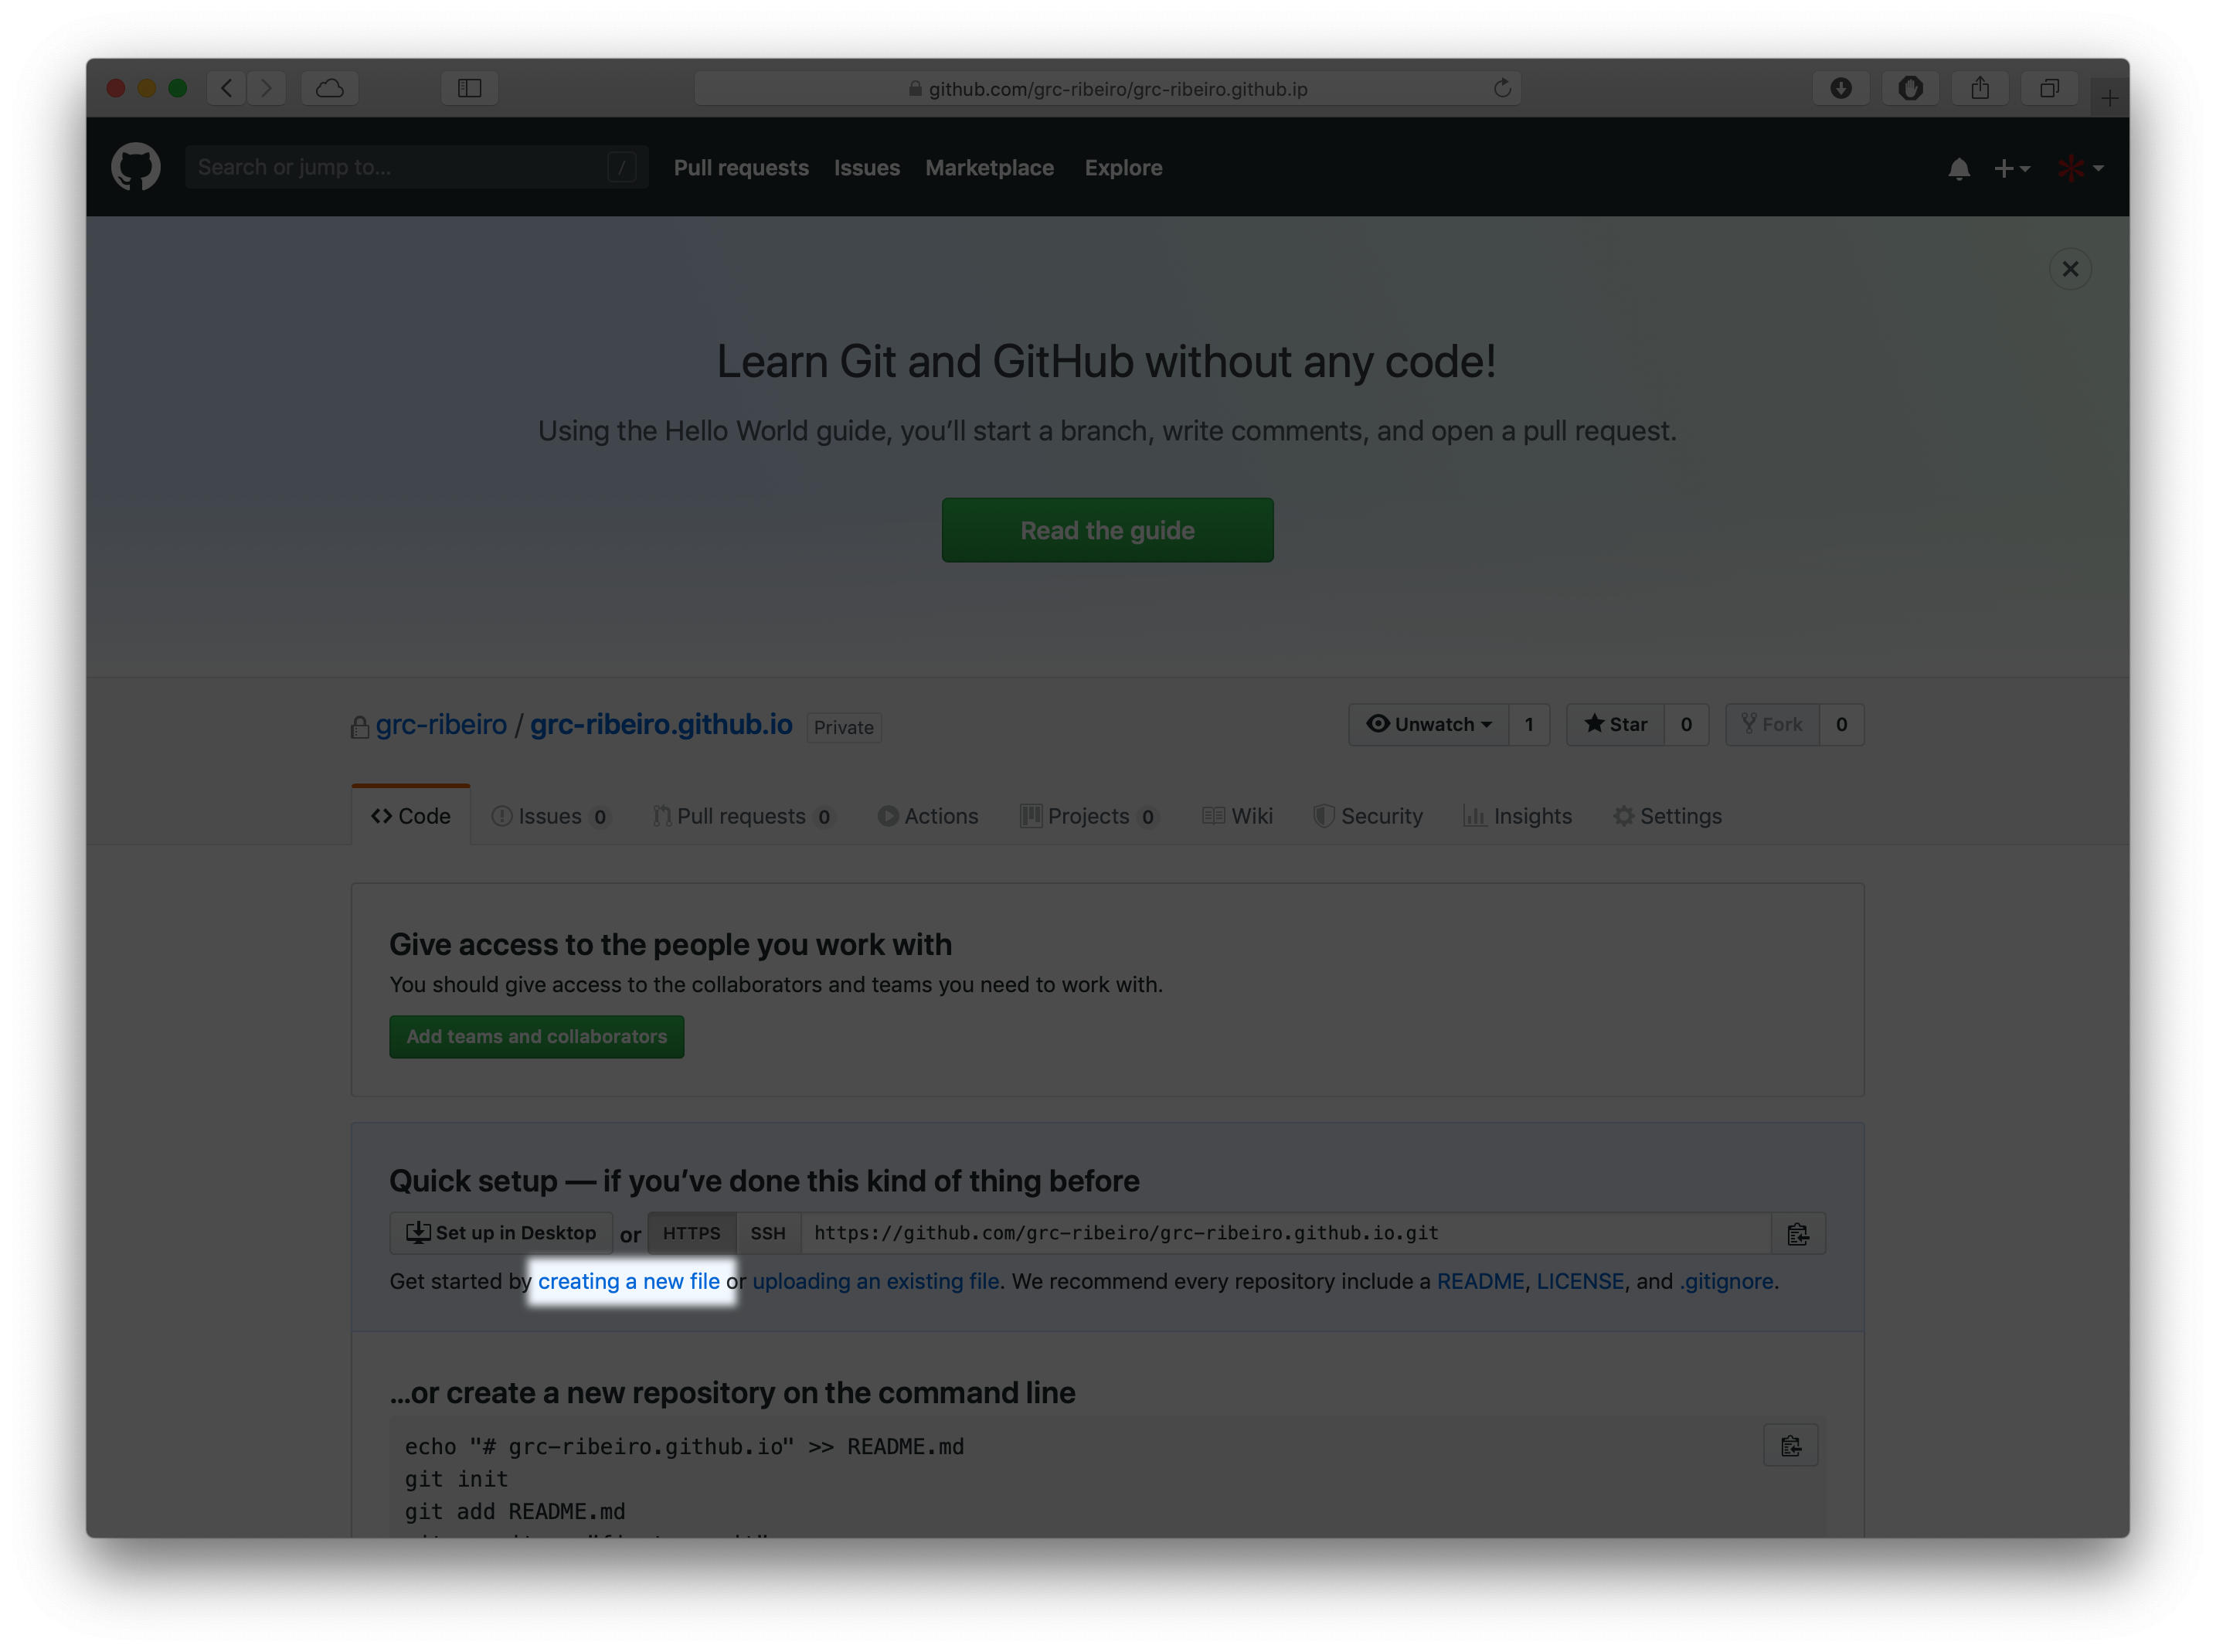 github.com/grc-ribeiro/grc-ribeiro.github.ip
Search or jump to... /
Pull requests Issues Marketplace Explore
Learn Git and GitHub without any code!
Using the Hello World guide, you’ll start a branch, write comments, and open a pull request.
Read the guide
grc-ribeiro / grc-ribeiro.github.io Private
Unwatch 1 Star 0 Fork 0
Code Issues 0 Pull requests 0 Actions Projects 0 Wiki Security Insights Settings
Give access to the people you work with
You should give access to the collaborators and teams you need to work with.
Add teams and collaborators
Quick setup — if you’ve done this kind of thing before
Set up in Desktop or HTTPS SSH https://github.com/grc-ribeiro/grc-ribeiro.github.io.git
Get started by creating a new file or uploading an existing file. We recommend every repository include a README, LICENSE, and .gitignore.
…or create a new repository on the command line
echo "# grc-ribeiro.github.io" >> README.md
git init
git add README.md